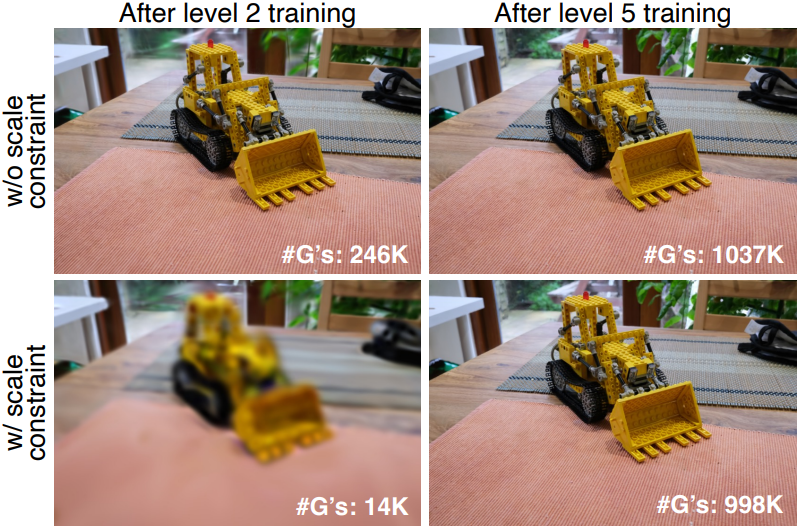 After level 2 training
After level 5 training
w/o scale
constraint
#G's: 246K
#G's: 1037K
w/ scale
constraint
#G's: 14K
#G's: 998K